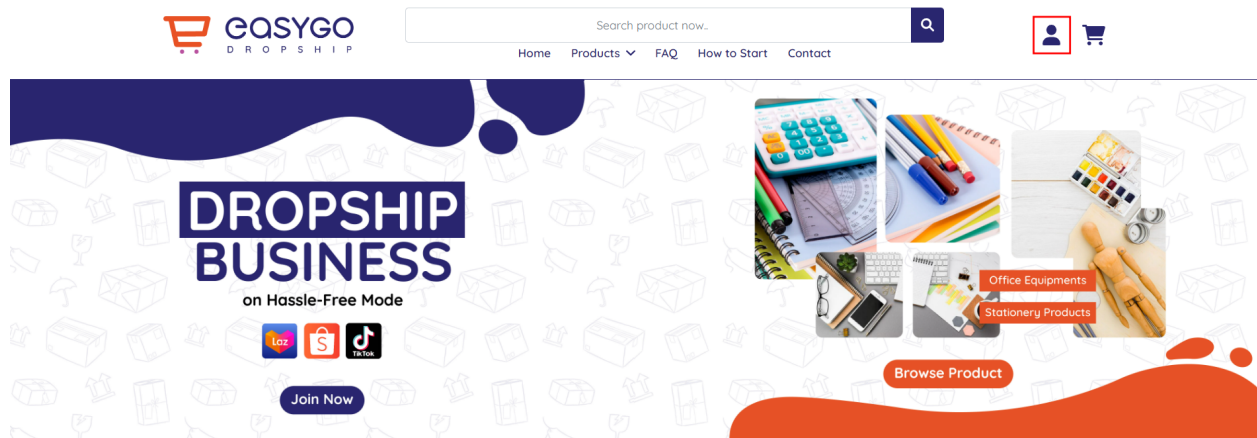 easyGO
DROPSHIP
Search product now..
Home Products FAQ How to Start Contact
DROPSHIP
BUSINESS
on Hassle-Free Mode
Laz
S
TikTok
Join Now
Office Equipments
Stationery Products
Browse Product